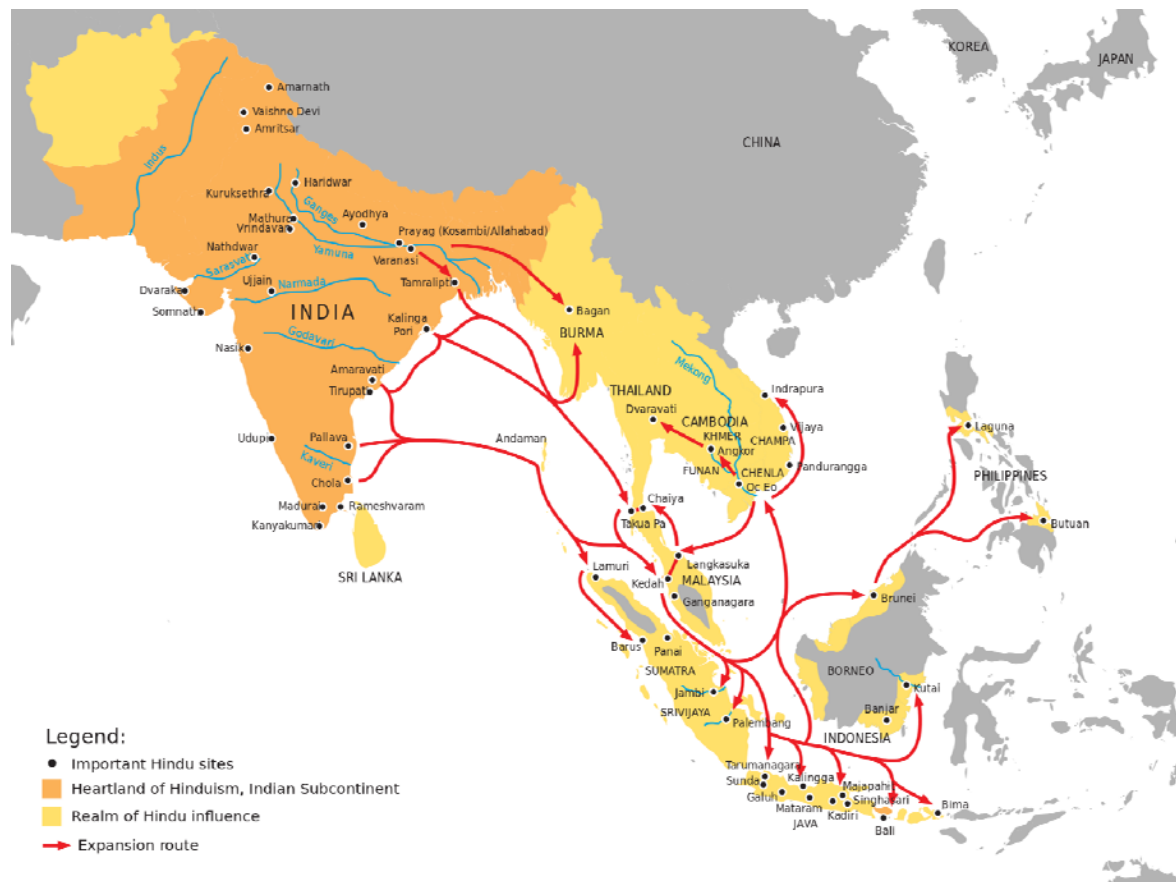 KOREA
JAPAN
CHINA
Amarnath
Vaishno Devi
Amritsar
Indus
Haridwar
Kuruksethra
Ganges
Mathura
Vrindavan
Ayodhya
Prayag (Kosambi/Allahabad)
Yamuna
Varanasi
Nathdwar
Sarasvati
Ujjain
Narmada
Tamralipti
Dvaraka
Somnath
INDIA
Kalinga
Pori
Bagan
BURMA
Godavari
Nasik
Amaravati
Tirupati
Mekong
THAILAND
Indrapura
Dvaravati
CAMBODIA
KHMER
Angkor
Vijaya
CHAMPA
Laguna
Udupi
Pallava
Andaman
Kaveri
FUNAN
CHENLA
Pandurangga
Oc Eo
PHILIPPINES
Chola
Madurai
Rameshvaram
Kanyakumari
Chaiya
Takua Pa
Butuan
SRI LANKA
Lamuri
Langkasuka
Kedah
MALAYSIA
Ganganagara
Brunei
Barus
Panai
SUMATRA
BORNEO
Jambi
Kutai
SRIVIJAYA
Palembang
Banjar
INDONESIA
Tarumanagara
Sunda
Kalingga
Majapahit
Galuh
Singhasari
Mataram
Kadiri
JAVA
Bali
Bima
Legend:
Important Hindu sites
Heartland of Hinduism, Indian Subcontinent
Realm of Hindu influence
Expansion route